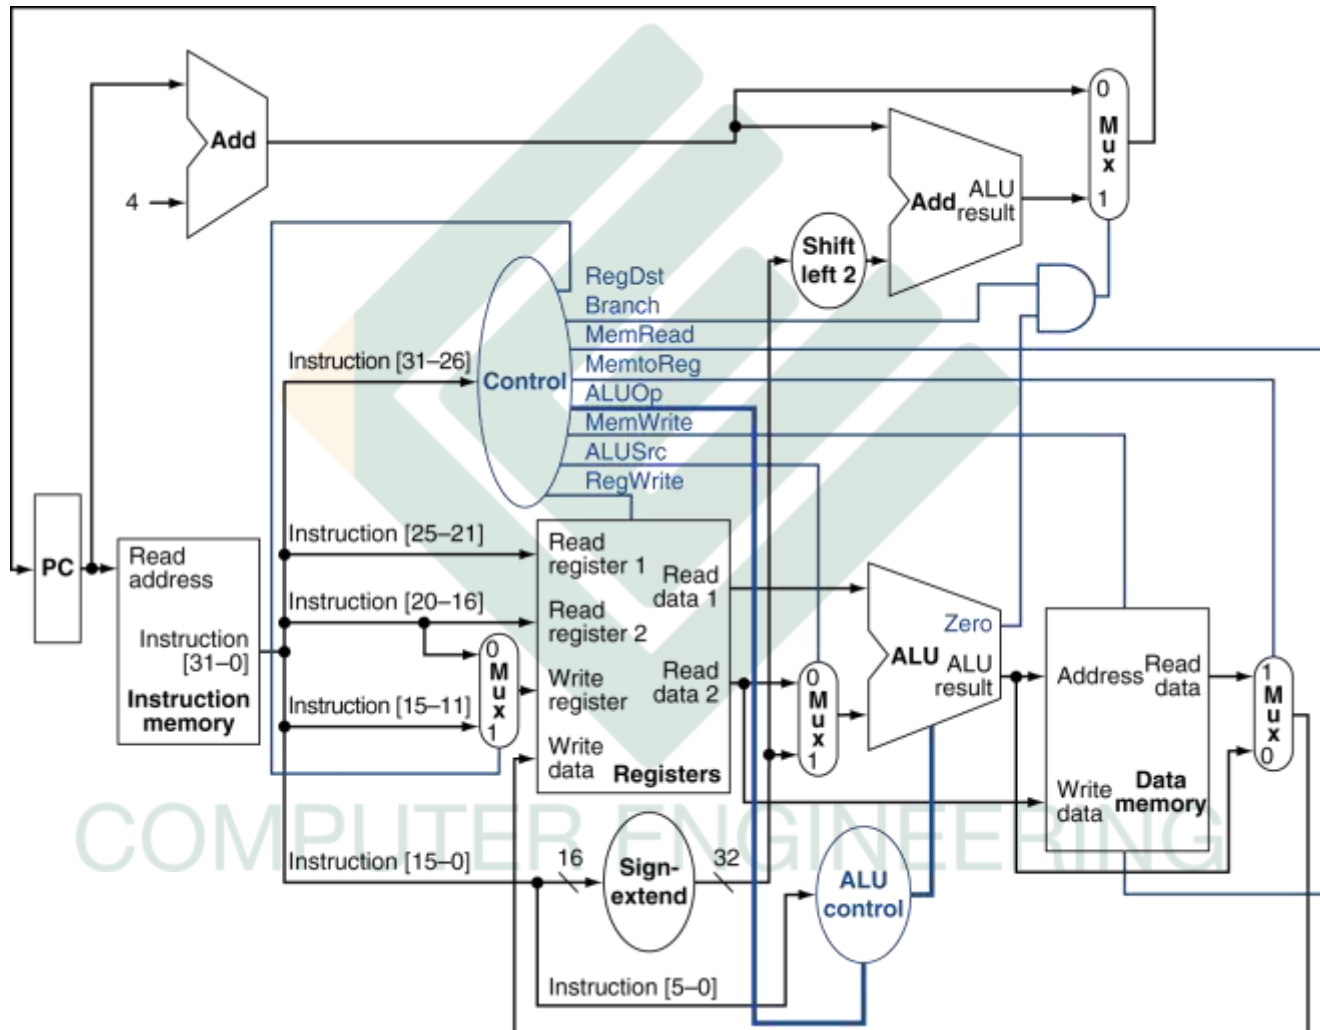 Add
4
0
M
u
x
1
Add
ALU
result
Shift
left 2
RegDst
Branch
MemRead
MemtoReg
ALUOp
MemWrite
ALUSrc
RegWrite
Control
Instruction [31–26]
Instruction [25–21]
Instruction [20–16]
Instruction [15–11]
Instruction [15–0]
Instruction [5–0]
PC
Read
address
Instruction
[31–0]
Instruction
memory
0
M
u
x
1
Read
register 1
Read
register 2
Write
register
Write
data
Read
data 1
Read
data 2
Registers
0
M
u
x
1
Zero
ALU
ALU
result
Address
Read
data
Write
data
Data
memory
1
M
u
x
0
16
Sign-
extend
32
ALU
control
COMPUTER ENGINEERING